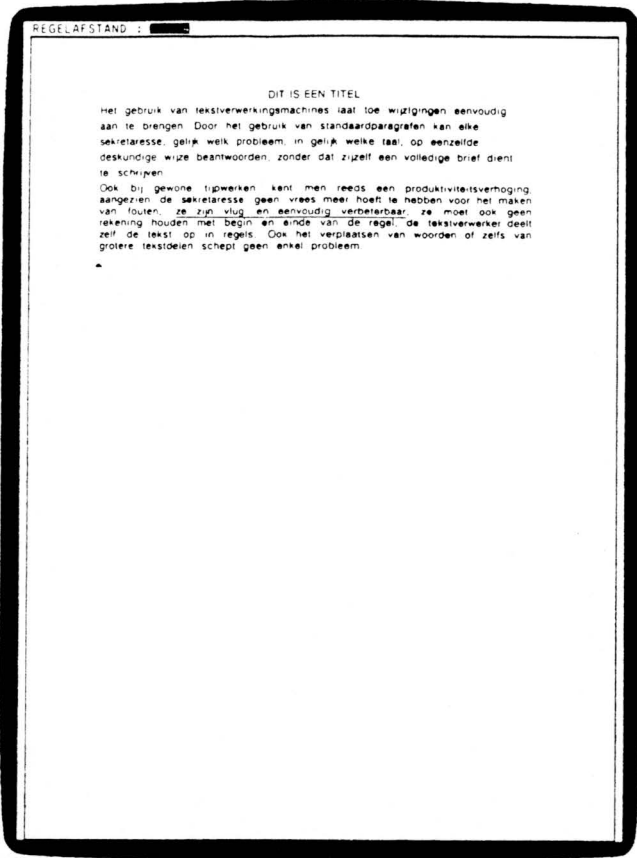 REGELAFSTAND :
DIT IS EEN TITEL
Het gebruik van tekstverwerkingsmachines laat toe wijzigingen eenvoudig
aan te brengen. Door het gebruik van standaardparagrafen kan elke
sekretaresse, gelijk welk probleem, in gelijk welke taal, op eenzelfde
deskundige wijze beantwoorden, zonder dat zijzelf een volledige brief dient
te schrijven
Ook bij gewone tipwerken kent men reeds een produktiviteitsverhoging,
aangezien de sekretaresse geen vrees meer hoeft te hebben voor het maken
van fouten, ze zijn vlug en eenvoudig verbeterbaar, ze moet ook geen
rekening houden met begin en einde van de regel, de tekstverwerker deelt
zelf de tekst op in regels. Ook het verplaatsen van woorden of zelfs van
grotere tekstdelen schept geen enkel probleem.